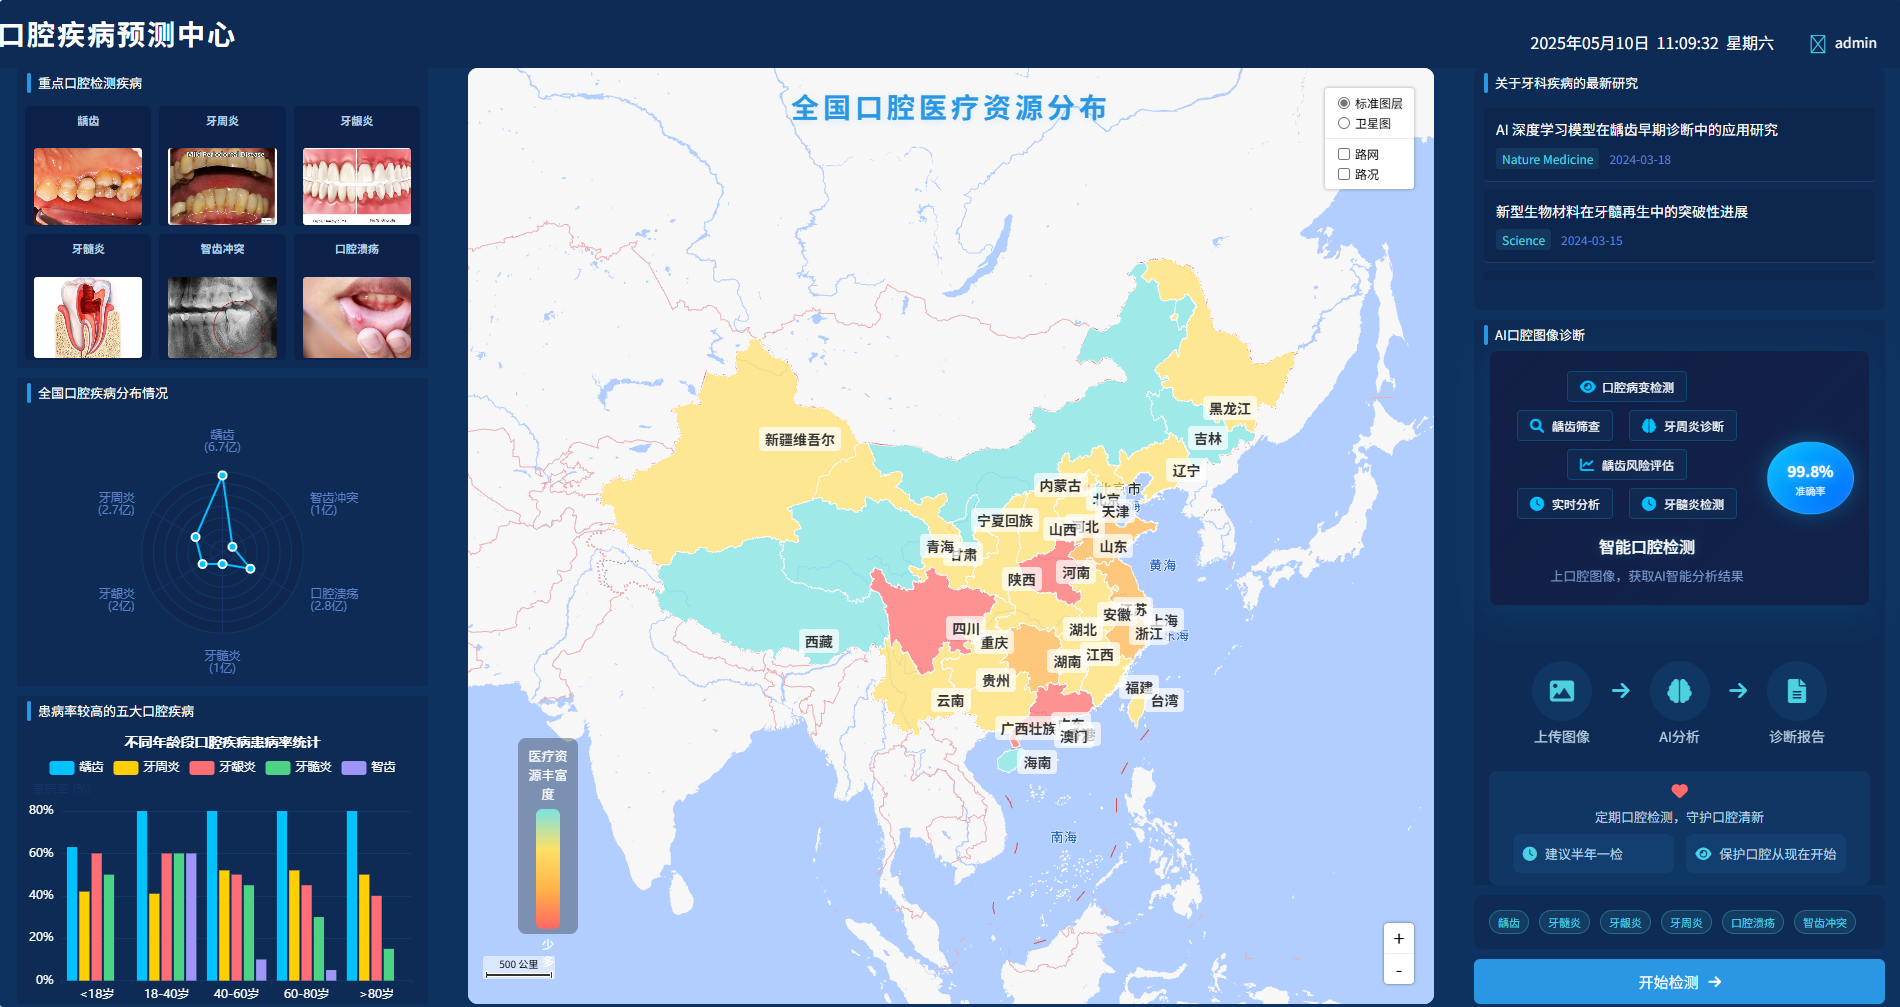 口腔疾病预测中心
2025年05月10日 11:09:32 星期六
admin
重点口腔检测疾病
龋齿
牙周炎
牙龈炎
Mild Periodontal Disease
牙髓炎
智齿冲突
口腔溃疡
全国口腔疾病分布情况
龋齿
(6.7亿)
牙周炎
(2.7亿)
智齿冲突
(1亿)
牙龈炎
(2亿)
口腔溃疡
(2.8亿)
牙髓炎
(1亿)
患病率较高的五大口腔疾病
不同年龄段口腔疾病患病率统计
龋齿
牙周炎
牙龈炎
牙髓炎
智齿
患病率 (%)
80%
60%
40%
20%
0%
<18岁
18-40岁
40-60岁
60-80岁
>80岁
全国口腔医疗资源分布
标准图层
卫星图
路网
路况
黑龙江
吉林
辽宁
新疆维吾尔
内蒙古
北京市
北京
天津
宁夏回族
山西
河北
山东
青海
甘肃
黄海
陕西
河南
安徽
江苏
上海
浙江
东海
四川
重庆
湖北
西藏
湖南
江西
贵州
福建
云南
台湾
广西壮族
广东
澳门
海南
南海
医疗资
源丰富
度
少
500 公里
+
-
关于牙科疾病的最新研究
AI 深度学习模型在龋齿早期诊断中的应用研究
Nature Medicine 2024-03-18
新型生物材料在牙髓再生中的突破性进展
Science 2024-03-15
AI口腔图像诊断
口腔病变检测
龋齿筛查
牙周炎诊断
龋齿风险评估
实时分析
牙髓炎检测
99.8%
准确率
智能口腔检测
上口腔图像，获取AI智能分析结果
上传图像
AI分析
诊断报告
定期口腔检测，守护口腔清新
建议半年一检
保护口腔从现在开始
龋齿
牙髓炎
牙龈炎
牙周炎
口腔溃疡
智齿冲突
开始检测